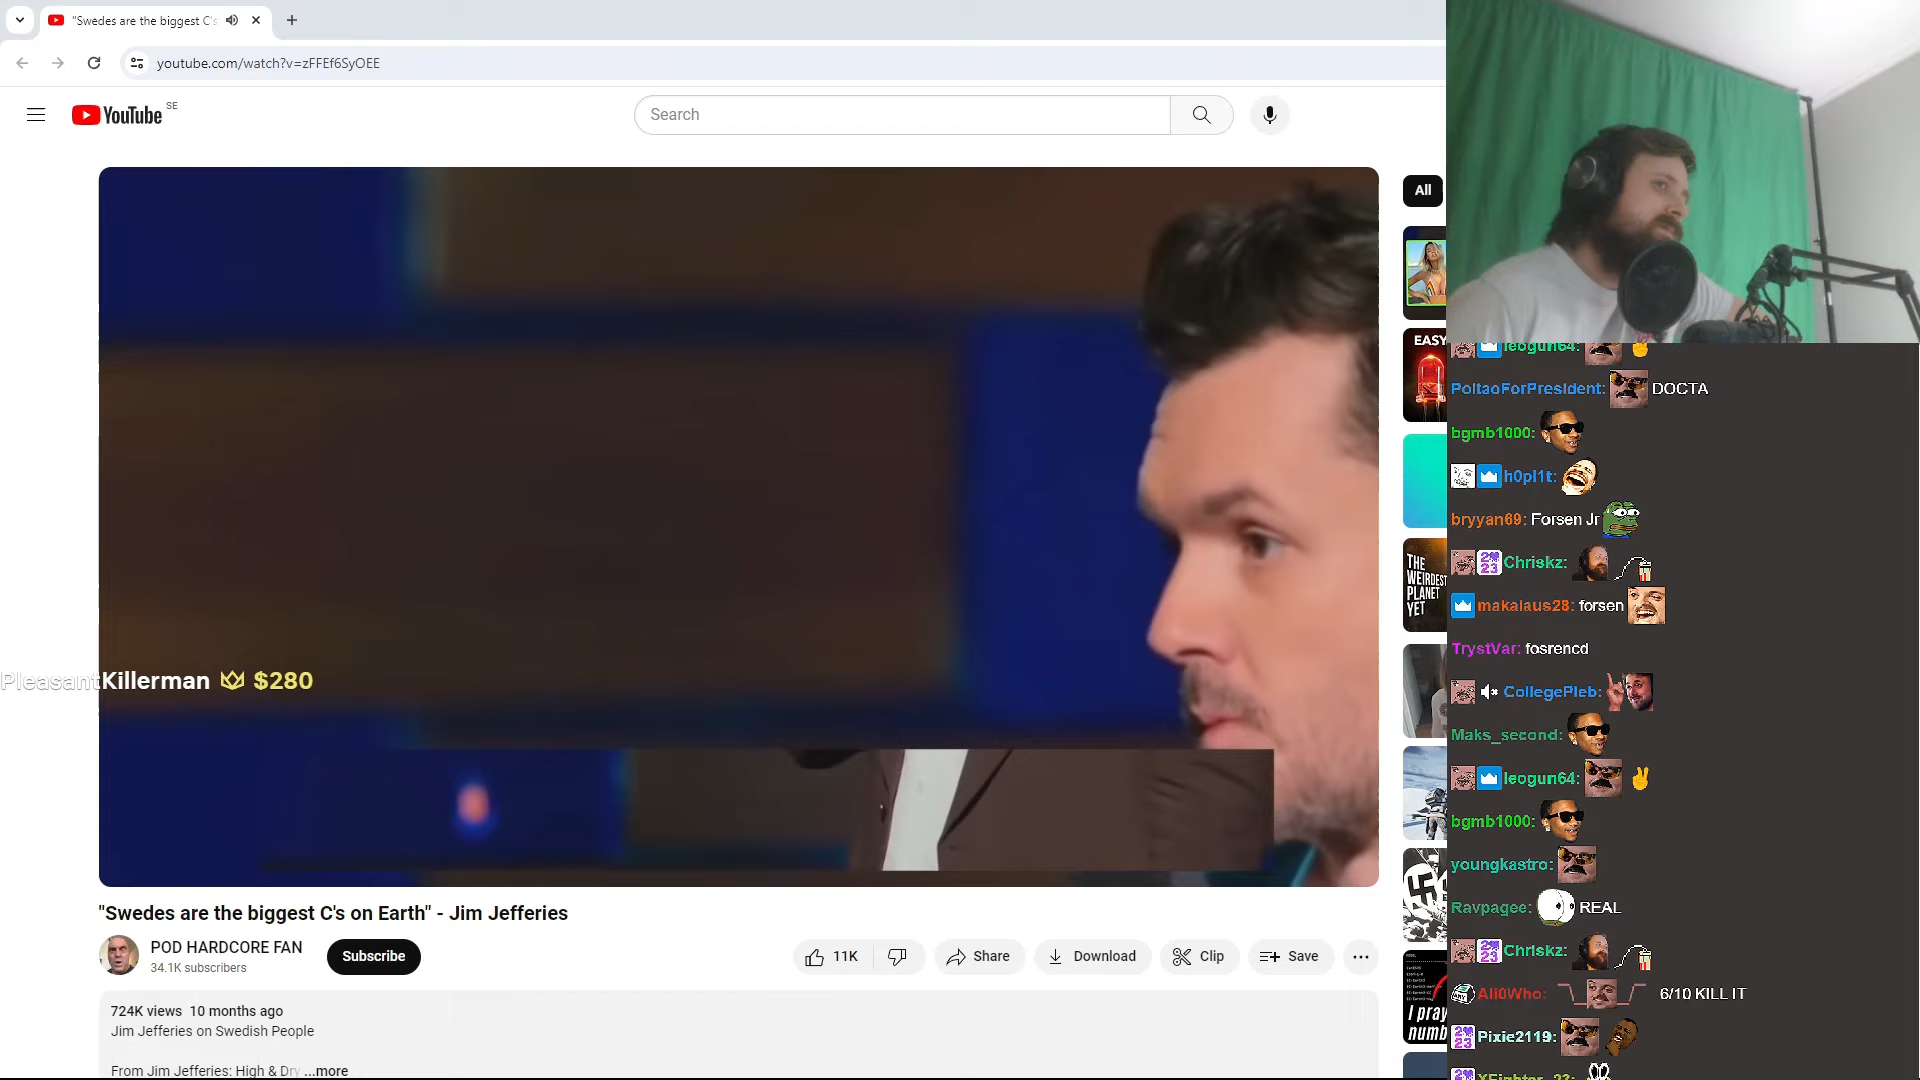 "Swedes are the biggest C's
youtube.com/watch?v=zFFEf6SyOEE
YouTube SE
Search
All
EASY
THE
WEIRDEST
PLANET
YET
I pray
numb
PleasantKillerman $280
"Swedes are the biggest C's on Earth" - Jim Jefferies
POD HARDCORE FAN
34.1K subscribers
Subscribe
11K
Share
Download
Clip
Save
724K views 10 months ago
Jim Jefferies on Swedish People
From Jim Jefferies: High & Dry ...more
leogun64:
PoltaoForPresident: DOCTA
bgmb1000:
h0pl1t:
bryyan69: Forsen Jr
Chriskz:
makalaus28: forsen
TrystVar: fosrencd
CollegePleb:
Maks_second:
leogun64:
bgmb1000:
youngkastro:
Ravpagee: REAL
Chriskz:
Ali0Who: 6/10 KILL IT
Pixie2119: